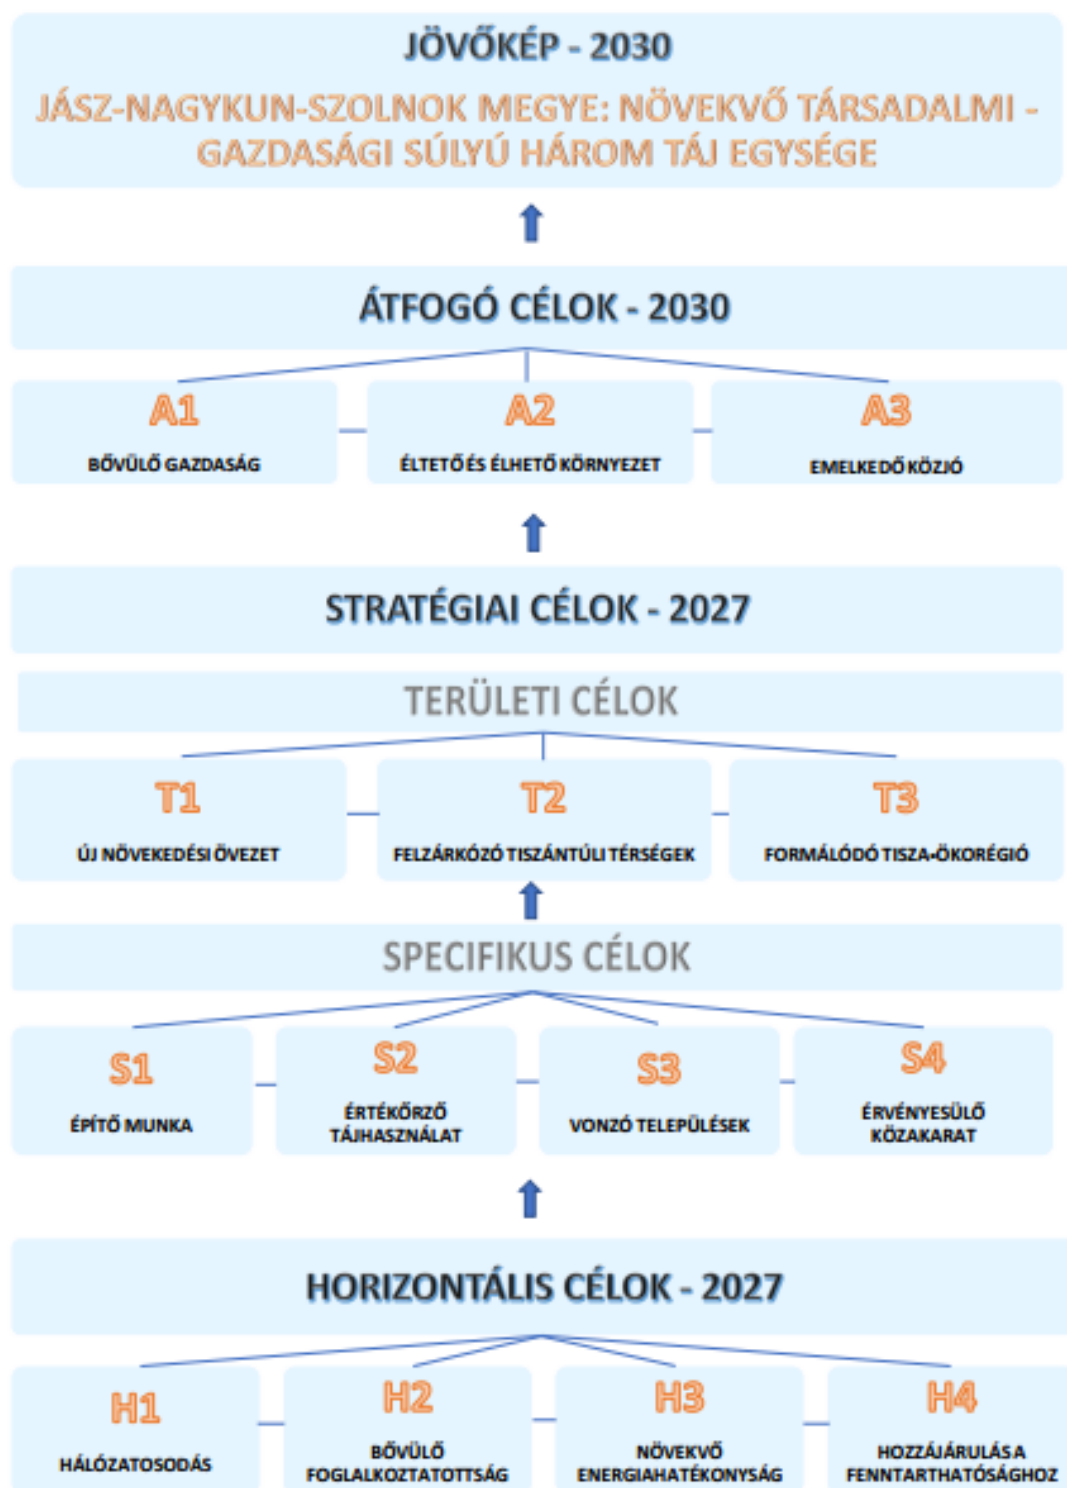 JÖVŐKÉP - 2030
JÁSZ-NAGYKUN-SZOLNOK MEGYE: NÖVEKVŐ TÁRSADALMI -
GAZDASÁGI SÚLYÚ HÁROM TÁJ EGYSÉGE
ÁTFOGÓ CÉLOK - 2030
A1
BŐVÜLŐ GAZDASÁG
A2
ÉLTETŐ ÉS ÉLHETŐ KÖRNYEZET
A3
EMELKEDŐ KÖZJÓ
STRATÉGIAI CÉLOK - 2027
TERÜLETI CÉLOK
T1
ÚJ NÖVEKEDÉSI ÖVEZET
T2
FELZÁRKÓZÓ TISZÁNTÚLI TÉRSÉGEK
T3
FORMÁLÓDÓ TISZA-ÖKORÉGIÓ
SPECIFIKUS CÉLOK
S1
ÉPÍTŐ MUNKA
S2
ÉRTÉKŐRZŐ
TÁJHASZNÁLAT
S3
VONZÓ TELEPÜLÉSEK
S4
ÉRVÉNYESÜLŐ
KÖZAKARAT
HORIZONTÁLIS CÉLOK - 2027
H1
HÁLÓZATOSODÁS
H2
BŐVÜLŐ
FOGLALKOZTATOTTSÁG
H3
NÖVEKVŐ
ENERGIAHATÉKONYSÁG
H4
HOZZÁJÁRULÁS A
FENNTARTHATÓSÁGHOZ